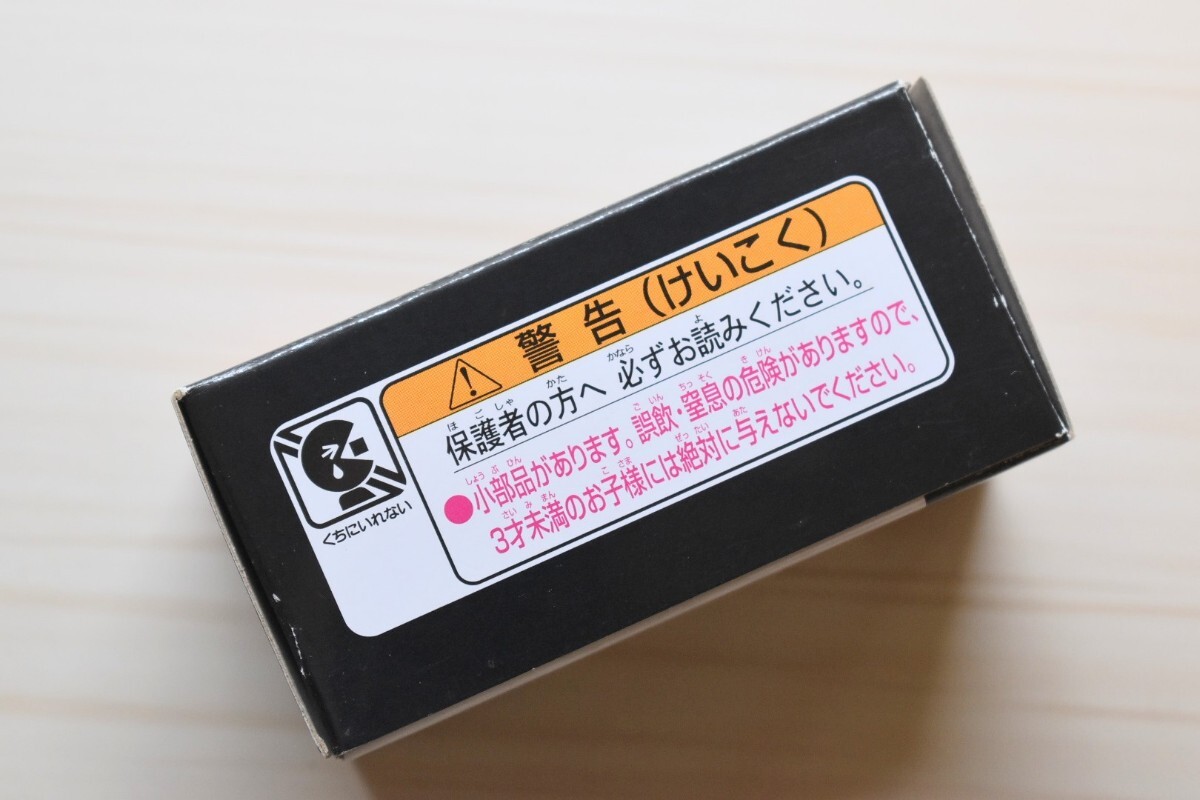 警告(けいこく)
保護者の方へ 必ずお読みください。
●小部品があります。誤飲・窒息の危険がありますので、
3才未満のお子様には絶対に与えないでください。
くちにいれない